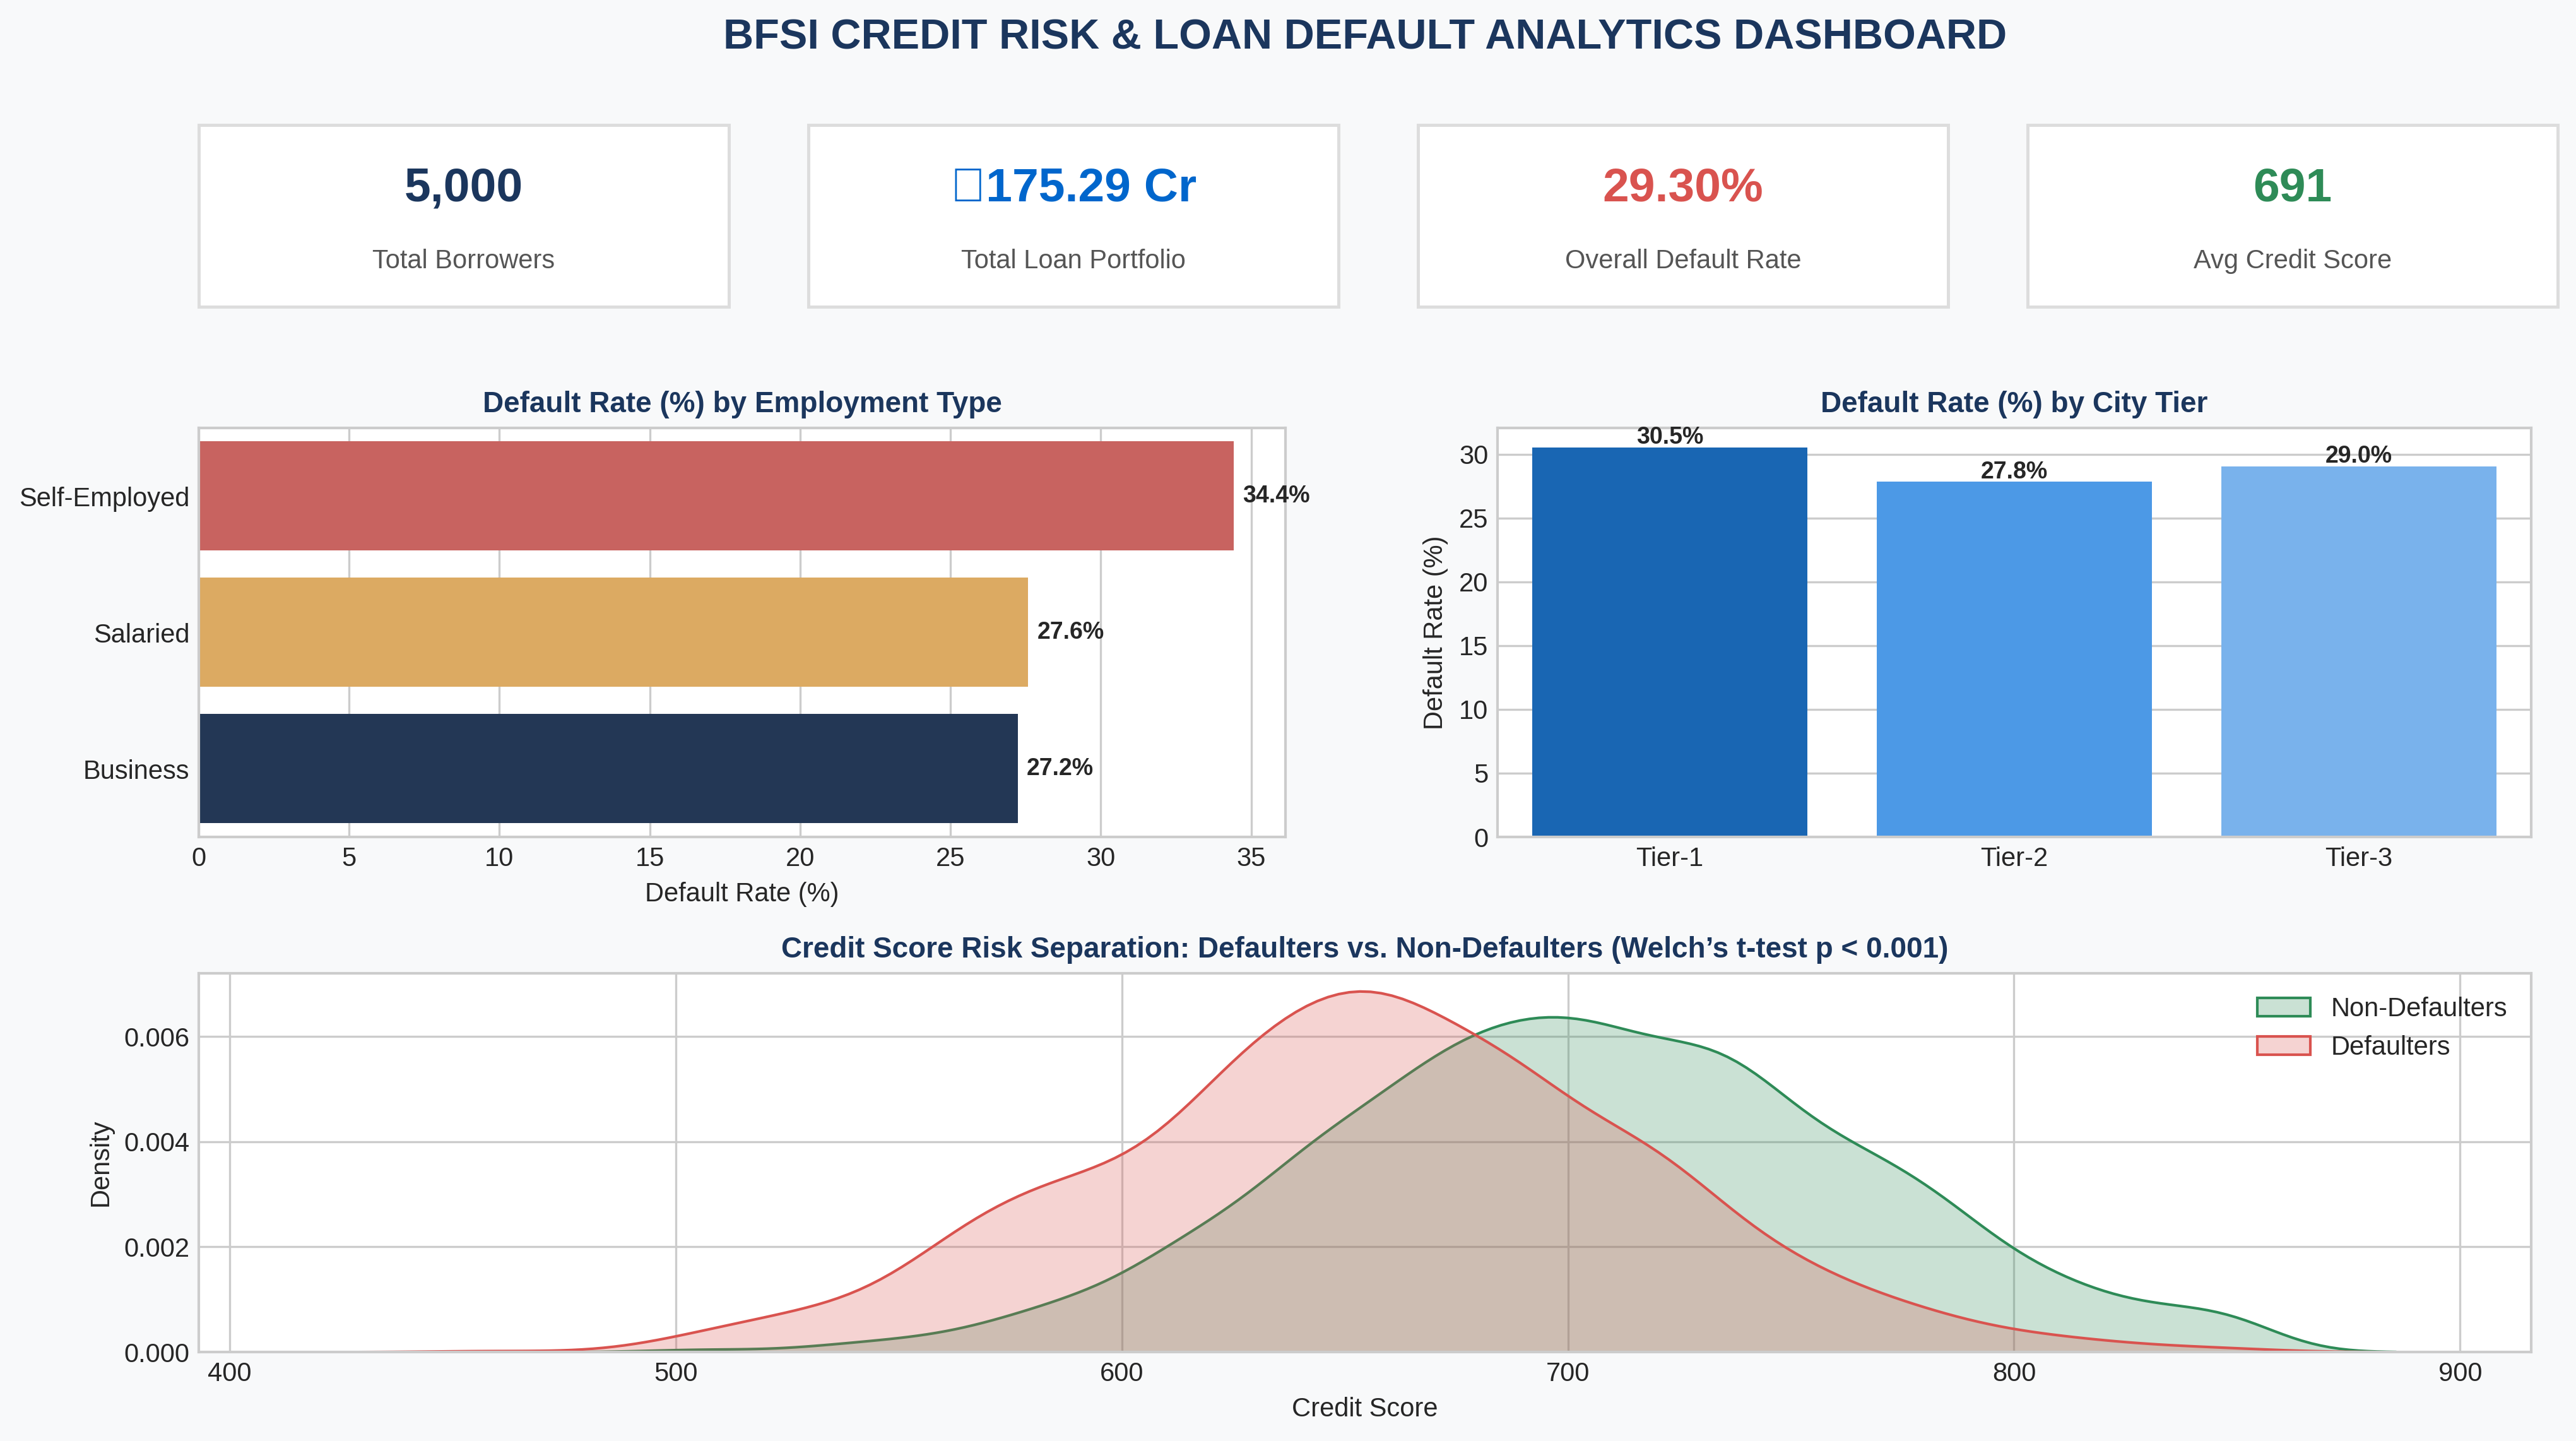 BFSI CREDIT RISK & LOAN DEFAULT ANALYTICS DASHBOARD
5,000
Total Borrowers
□175.29 Cr
Total Loan Portfolio
29.30%
Overall Default Rate
691
Avg Credit Score
Default Rate (%) by Employment Type
Self-Employed
34.4%
Salaried
27.6%
Business
27.2%
0 5 10 15 20 25 30 35
Default Rate (%)
Default Rate (%) by City Tier
Default Rate (%)
30
25
20
15
10
5
0
30.5%
27.8%
29.0%
Tier-1 Tier-2 Tier-3
Credit Score Risk Separation: Defaulters vs. Non-Defaulters (Welch’s t-test p < 0.001)
Non-Defaulters
Defaulters
Density
0.006
0.004
0.002
0.000
400 500 600 700 800 900
Credit Score